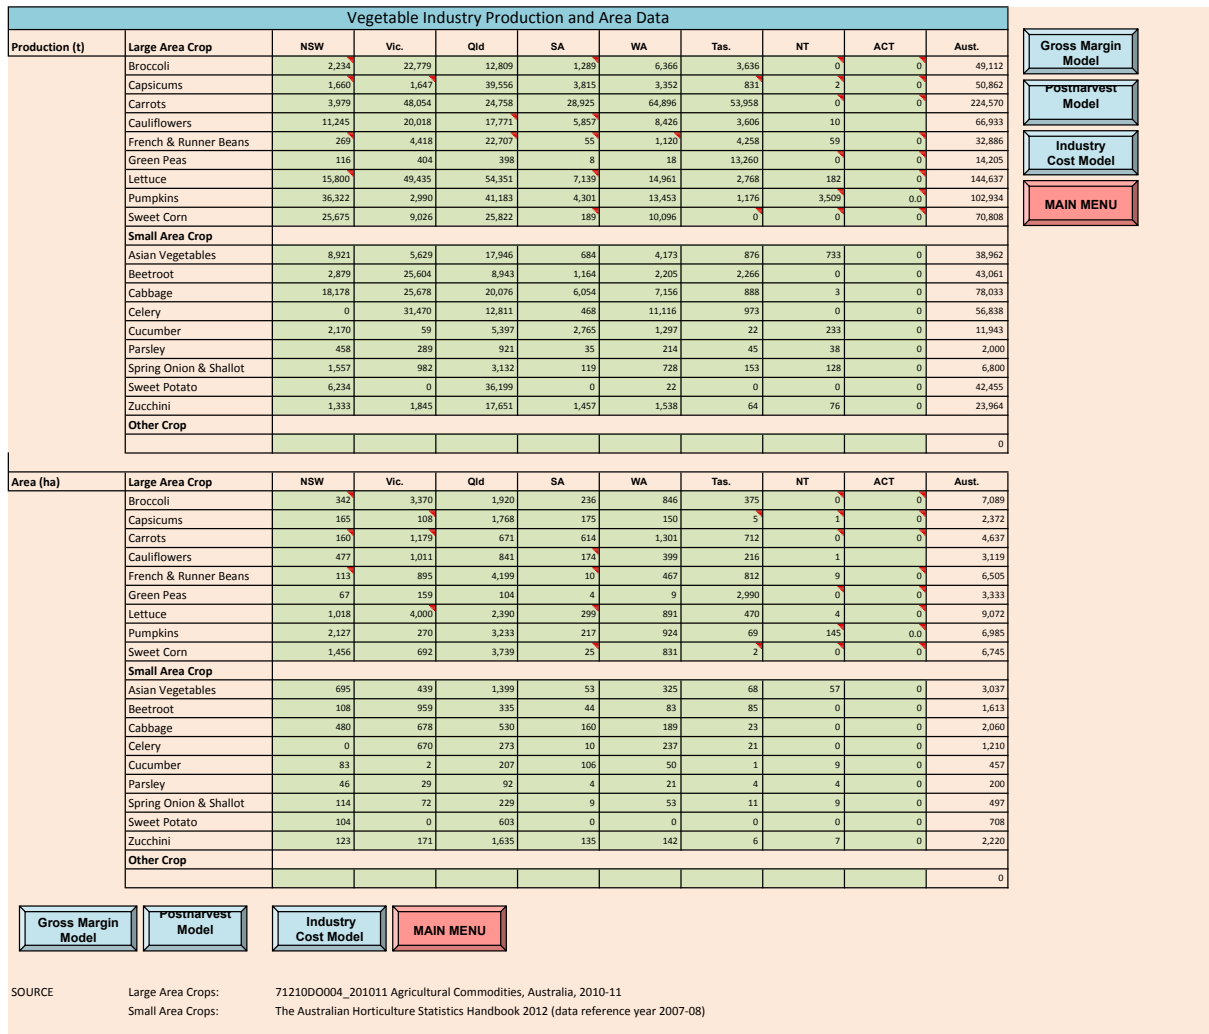 Vegetable Industry Production and Area Data
Production (t) Large Area Crop NSW Vic. Qld SA WA Tas. NT ACT Aust.
Broccoli 2,234 22,779 12,809 1,289 6,366 3,636 0 0 49,112
Capsicums 1,660 1,647 39,556 3,815 3,352 831 2 0 50,862
Carrots 3,979 48,054 24,758 28,925 64,896 53,958 0 0 224,570
Cauliflowers 11,245 20,018 17,771 5,857 8,426 3,606 10 66,933
French & Runner Beans 269 4,418 22,707 55 1,120 4,258 59 0 32,886
Green Peas 116 404 398 8 18 13,260 0 0 14,205
Lettuce 15,800 49,435 54,351 7,139 14,961 2,768 182 0 144,637
Pumpkins 36,322 2,990 41,183 4,301 13,453 1,176 3,509 0.0 102,934
Sweet Corn 25,675 9,026 25,822 189 10,096 0 0 0 70,808
Small Area Crop
Asian Vegetables 8,921 5,629 17,946 684 4,173 876 733 0 38,962
Beetroot 2,879 25,604 8,943 1,164 2,205 2,266 0 0 43,061
Cabbage 18,178 25,678 20,076 6,054 7,156 888 3 0 78,033
Celery 0 31,470 12,811 468 11,116 973 0 0 56,838
Cucumber 2,170 59 5,397 2,765 1,297 22 233 0 11,943
Parsley 458 289 921 35 214 45 38 0 2,000
Spring Onion & Shallot 1,557 982 3,132 119 728 153 128 0 6,800
Sweet Potato 6,234 0 36,199 0 22 0 0 0 42,455
Zucchini 1,333 1,845 17,651 1,457 1,538 64 76 0 23,964
Other Crop
0
Gross Margin
Model
Postharvest
Model
Industry
Cost Model
MAIN MENU
Area (ha) Large Area Crop NSW Vic. Qld SA WA Tas. NT ACT Aust.
Broccoli 342 3,370 1,920 236 846 375 0 0 7,089
Capsicums 165 108 1,768 175 150 5 1 0 2,372
Carrots 160 1,179 671 614 1,301 712 0 0 4,637
Cauliflowers 477 1,011 841 174 399 216 1 3,119
French & Runner Beans 113 895 4,199 10 467 812 9 0 6,505
Green Peas 67 159 104 4 9 2,990 0 0 3,333
Lettuce 1,018 4,000 2,390 299 891 470 4 0 9,072
Pumpkins 2,127 270 3,233 217 924 69 145 0.0 6,985
Sweet Corn 1,456 692 3,739 25 831 2 0 0 6,745
Small Area Crop
Asian Vegetables 695 439 1,399 53 325 68 57 0 3,037
Beetroot 108 959 335 44 83 85 0 0 1,613
Cabbage 480 678 530 160 189 23 0 0 2,060
Celery 0 670 273 10 237 21 0 0 1,210
Cucumber 83 2 207 106 50 1 9 0 457
Parsley 46 29 92 4 21 4 4 0 200
Spring Onion & Shallot 114 72 229 9 53 11 9 0 497
Sweet Potato 104 0 603 0 0 0 0 0 708
Zucchini 123 171 1,635 135 142 6 7 0 2,220
Other Crop
0
Gross Margin
Model
Postharvest
Model
Industry
Cost Model
MAIN MENU
SOURCE Large Area Crops: 71210DO004_201011 Agricultural Commodities, Australia, 2010-11
Small Area Crops: The Australian Horticulture Statistics Handbook 2012 (data reference year 2007-08)